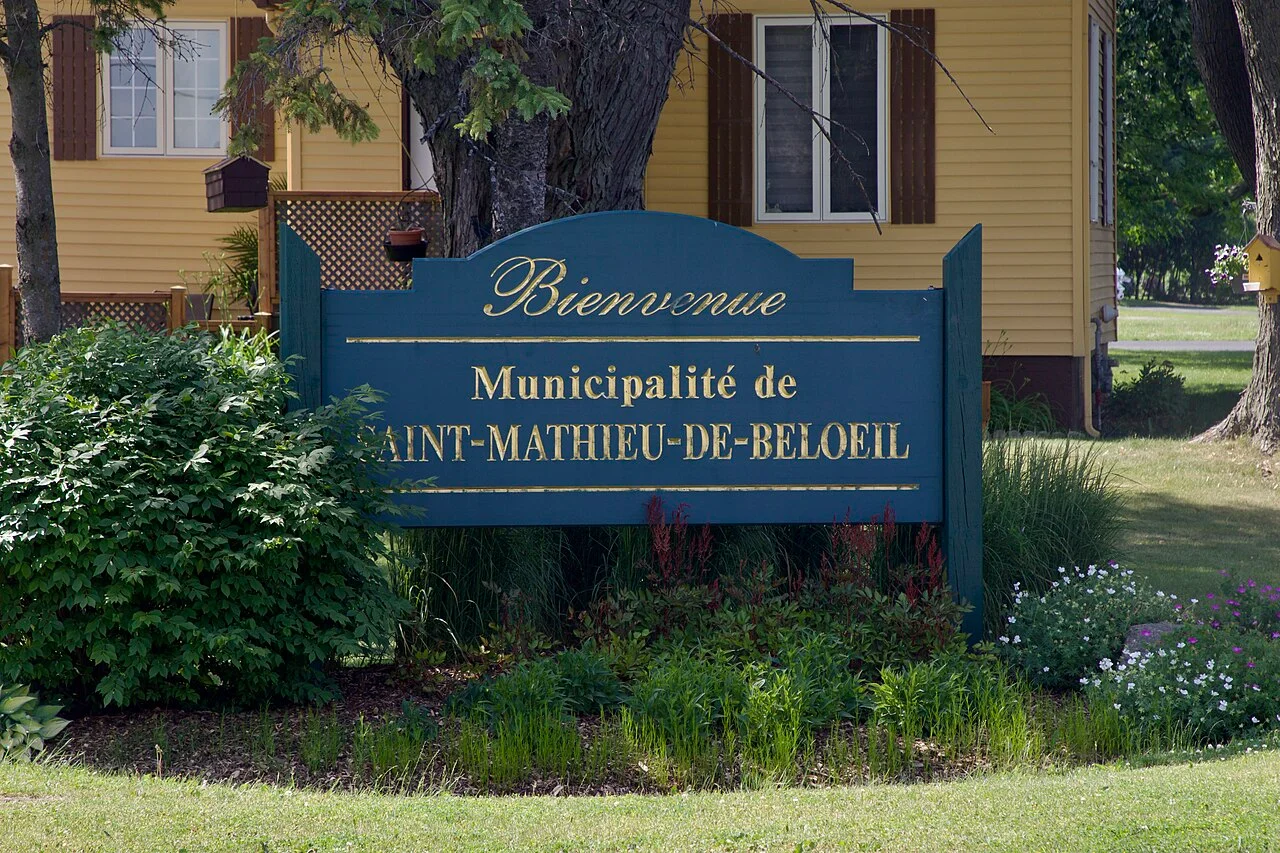 Bienvenue
Municipalité de
SAINT-MATHIEU-DE-BELOEIL